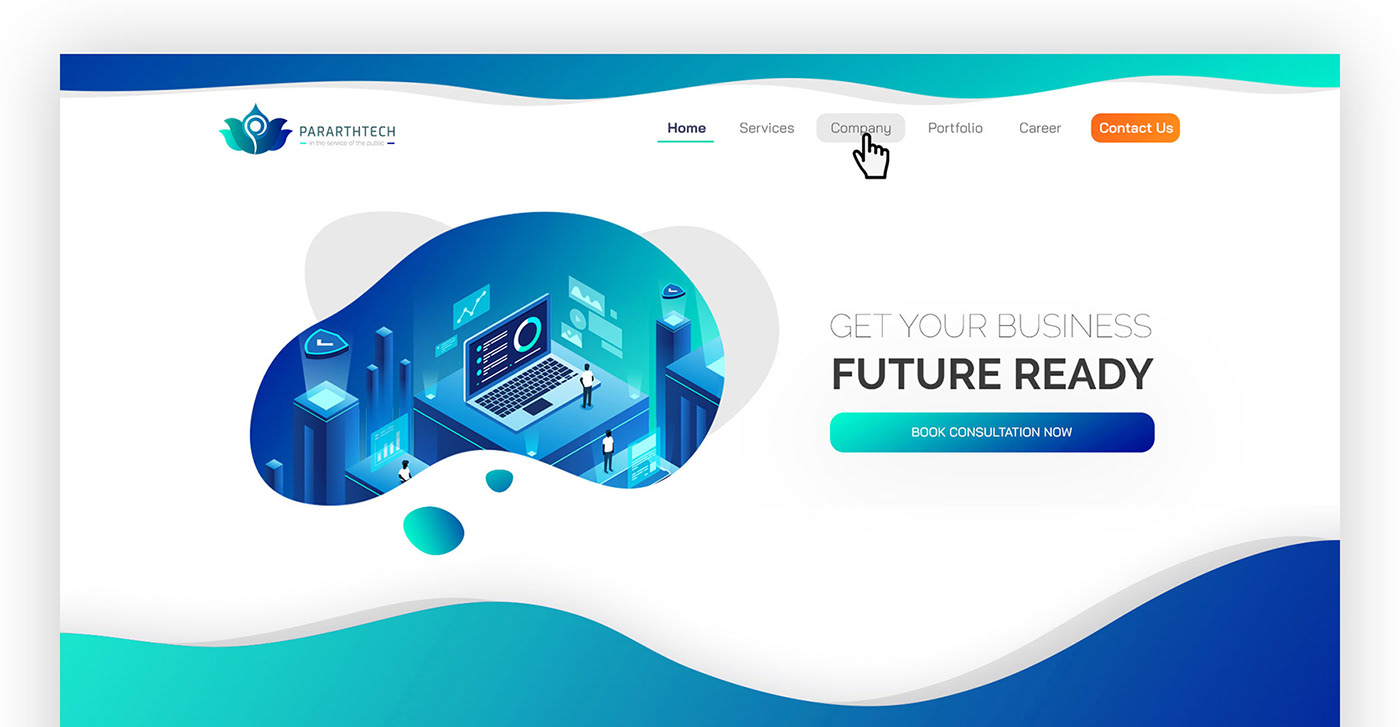 PARARTHTECH
in the service of the public
Home Services Company Portfolio Career Contact Us
GET YOUR BUSINESS
FUTURE READY
BOOK CONSULTATION NOW